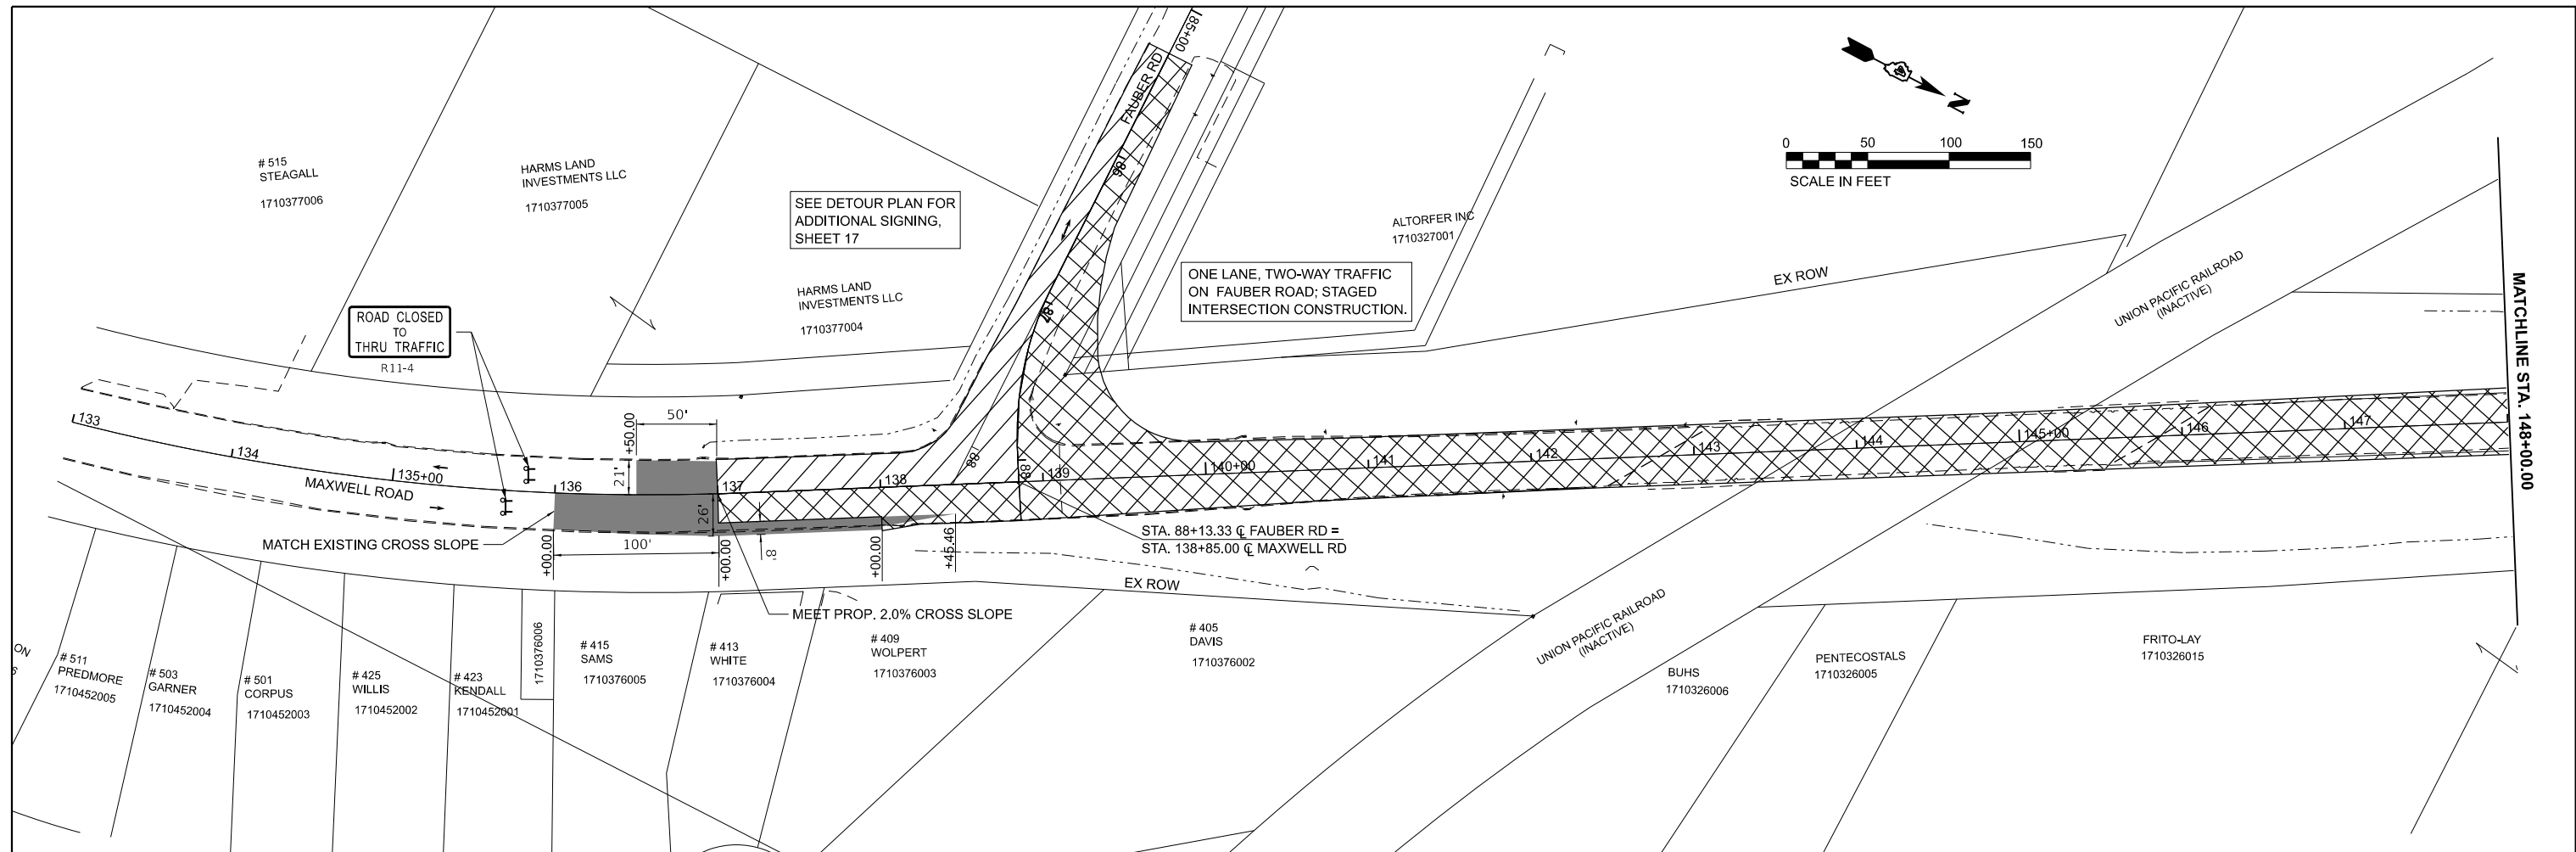 85+00
FAUBER RD
86
87
88
88
N
0 50 100 150
SCALE IN FEET
# 515
STEAGALL
1710377006
HARMS LAND
INVESTMENTS LLC
1710377005
SEE DETOUR PLAN FOR
ADDITIONAL SIGNING,
SHEET 17
HARMS LAND
INVESTMENTS LLC
1710377004
ALTORFER INC
1710327001
ONE LANE, TWO-WAY TRAFFIC
ON FAUBER ROAD; STAGED
INTERSECTION CONSTRUCTION.
EX ROW
UNION PACIFIC RAILROAD
(INACTIVE)
MATCHLINE STA. 148+00.00
ROAD CLOSED
TO
THRU TRAFFIC
R11-4
+50.00
50'
21'
133
134
135+00
136
137
138
139
140+00
141
142
143
144
145+00
146
147
MAXWELL ROAD
26'
MATCH EXISTING CROSS SLOPE
+00.00
100'
+00.00
8'
+00.00
+45.46
STA. 88+13.33 ℄ FAUBER RD =
STA. 138+85.00 ℄ MAXWELL RD
EX ROW
MEET PROP. 2.0% CROSS SLOPE
ON
6
# 511
PREDMORE
1710452005
# 503
GARNER
1710452004
# 501
CORPUS
1710452003
# 425
WILLIS
1710452002
# 423
KENDALL
1710452001
1710376006
# 415
SAMS
1710376005
# 413
WHITE
1710376004
# 409
WOLPERT
1710376003
# 405
DAVIS
1710376002
UNION PACIFIC RAILROAD
(INACTIVE)
BUHS
1710326006
PENTECOSTALS
1710326005
FRITO-LAY
1710326015